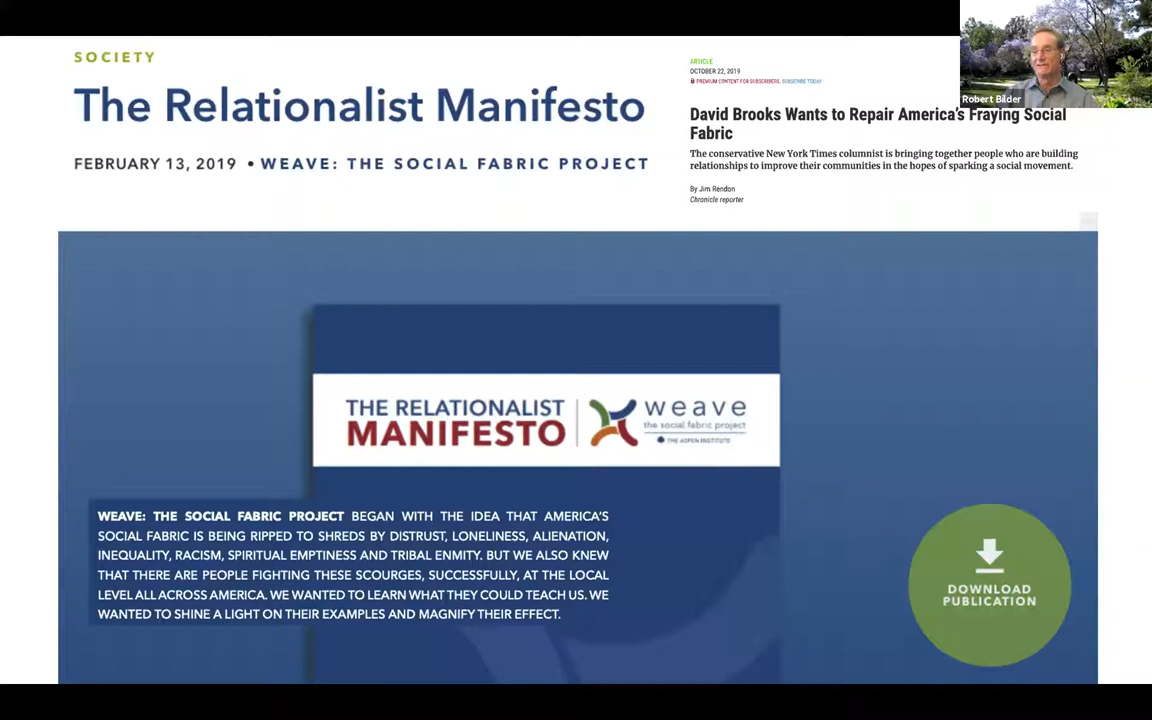 SOCIETY
The Relationalist Manifesto
FEBRUARY 13, 2019 • WEAVE: THE SOCIAL FABRIC PROJECT
ARTICLE
OCTOBER 22, 2019
PREMIUM CONTENT FOR SUBSCRIBERS. SUBSCRIBE TODAY
David Brooks Wants to Repair America's Fraying Social
Fabric
The conservative New York Times columnist is bringing together people who are building
relationships to improve their communities in the hopes of sparking a social movement.
By Jim Rendon
Chronicle reporter
Robert Bilder
THE RELATIONALIST
MANIFESTO
weave
the social fabric project
THE ASPEN INSTITUTE
WEAVE: THE SOCIAL FABRIC PROJECT BEGAN WITH THE IDEA THAT AMERICA'S
SOCIAL FABRIC IS BEING RIPPED TO SHREDS BY DISTRUST, LONELINESS, ALIENATION,
INEQUALITY, RACISM, SPIRITUAL EMPTINESS AND TRIBAL ENMITY. BUT WE ALSO KNEW
THAT THERE ARE PEOPLE FIGHTING THESE SCOURGES, SUCCESSFULLY, AT THE LOCAL
LEVEL ALL ACROSS AMERICA. WE WANTED TO LEARN WHAT THEY COULD TEACH US. WE
WANTED TO SHINE A LIGHT ON THEIR EXAMPLES AND MAGNIFY THEIR EFFECT.
DOWNLOAD
PUBLICATION